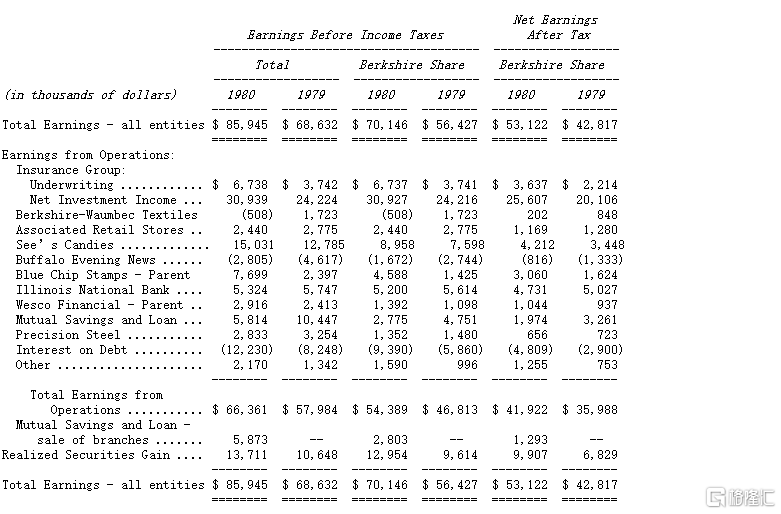 Net Earnings
Earnings Before Income Taxes After Tax
Total Berkshire Share Berkshire Share
(in thousands of dollars) 1980 1979 1980 1979 1980 1979
Total Earnings - all entities $ 85,945 $ 68,632 $ 70,146 $ 56,427 $ 53,122 $ 42,817
Earnings from Operations:
Insurance Group:
Underwriting ............ $ 6,738 $ 3,742 $ 6,737 $ 3,741 $ 3,637 $ 2,214
Net Investment Income ... 30,939 24,224 30,927 24,216 25,607 20,106
Berkshire-Waumbec Textiles (508) 1,723 (508) 1,723 202 848
Associated Retail Stores .. 2,440 2,775 2,440 2,775 1,169 1,280
See's Candies ............. 15,031 12,785 8,958 7,598 4,212 3,448
Buffalo Evening News ...... (2,805) (4,617) (1,672) (2,744) (816) (1,333)
Blue Chip Stamps - Parent 7,699 2,397 4,588 1,425 3,060 1,624
Illinois National Bank .... 5,324 5,747 5,200 5,614 4,731 5,027
Wesco Financial - Parent .. 2,916 2,413 1,392 1,098 1,044 937
Mutual Savings and Loan ... 5,814 10,447 2,775 4,751 1,974 3,261
Precision Steel ........... 2,833 3,254 1,352 1,480 656 723
Interest on Debt .......... (12,230) (8,248) (9,390) (5,860) (4,809) (2,900)
Other ..................... 2,170 1,342 1,590 996 1,255 753
Total Earnings from
Operations ........... $ 66,361 $ 57,984 $ 54,389 $ 46,813 $ 41,922 $ 35,988
Mutual Savings and Loan -
sale of branches ....... 5,873 -- 2,803 -- 1,293 --
Realized Securities Gain .... 13,711 10,648 12,954 9,614 9,907 6,829
Total Earnings - all entities $ 85,945 $ 68,632 $ 70,146 $ 56,427 $ 53,122 $ 42,817
格隆汇